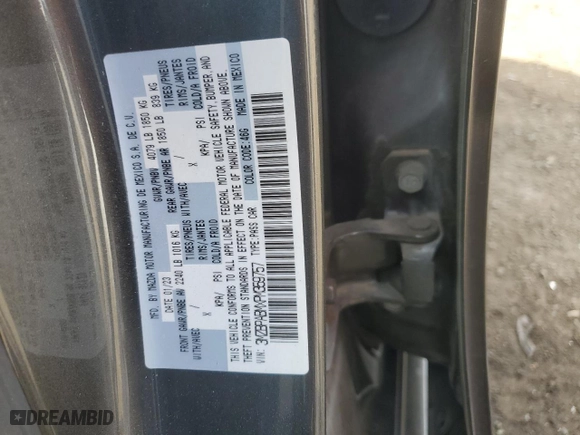 MFG. BY MAZDA MOTOR MANUFACTURING DE MEXICO S.A. DE C.V.
DATE 01/23 GVWR/PNBV 4079 LB 1850 KG
FRONT GAWR/PNBE AV 2240 LB 1016 KG REAR GAWR/PNBE AR 1850 LB 839 KG
TIRES/PNEUS WITH/AVEC / TIRES/PNEUS
WITH/AVEC X RIMS/JANTES X RIMS/JANTES
KPA/ PSI COLD/A FROID KPA/ PSI COLD/A FROID
THIS VEHICLE CONFORMS TO ALL APPLICABLE FEDERAL MOTOR VEHICLE SAFETY, BUMPER, AND
THEFT PREVENTION STANDARDS IN EFFECT ON THE DATE OF MANUFACTURE SHOWN ABOVE.
VIN: TYPE: PASS CAR COLOR CODE: 46G MADE IN MEXICO
DREAMBID